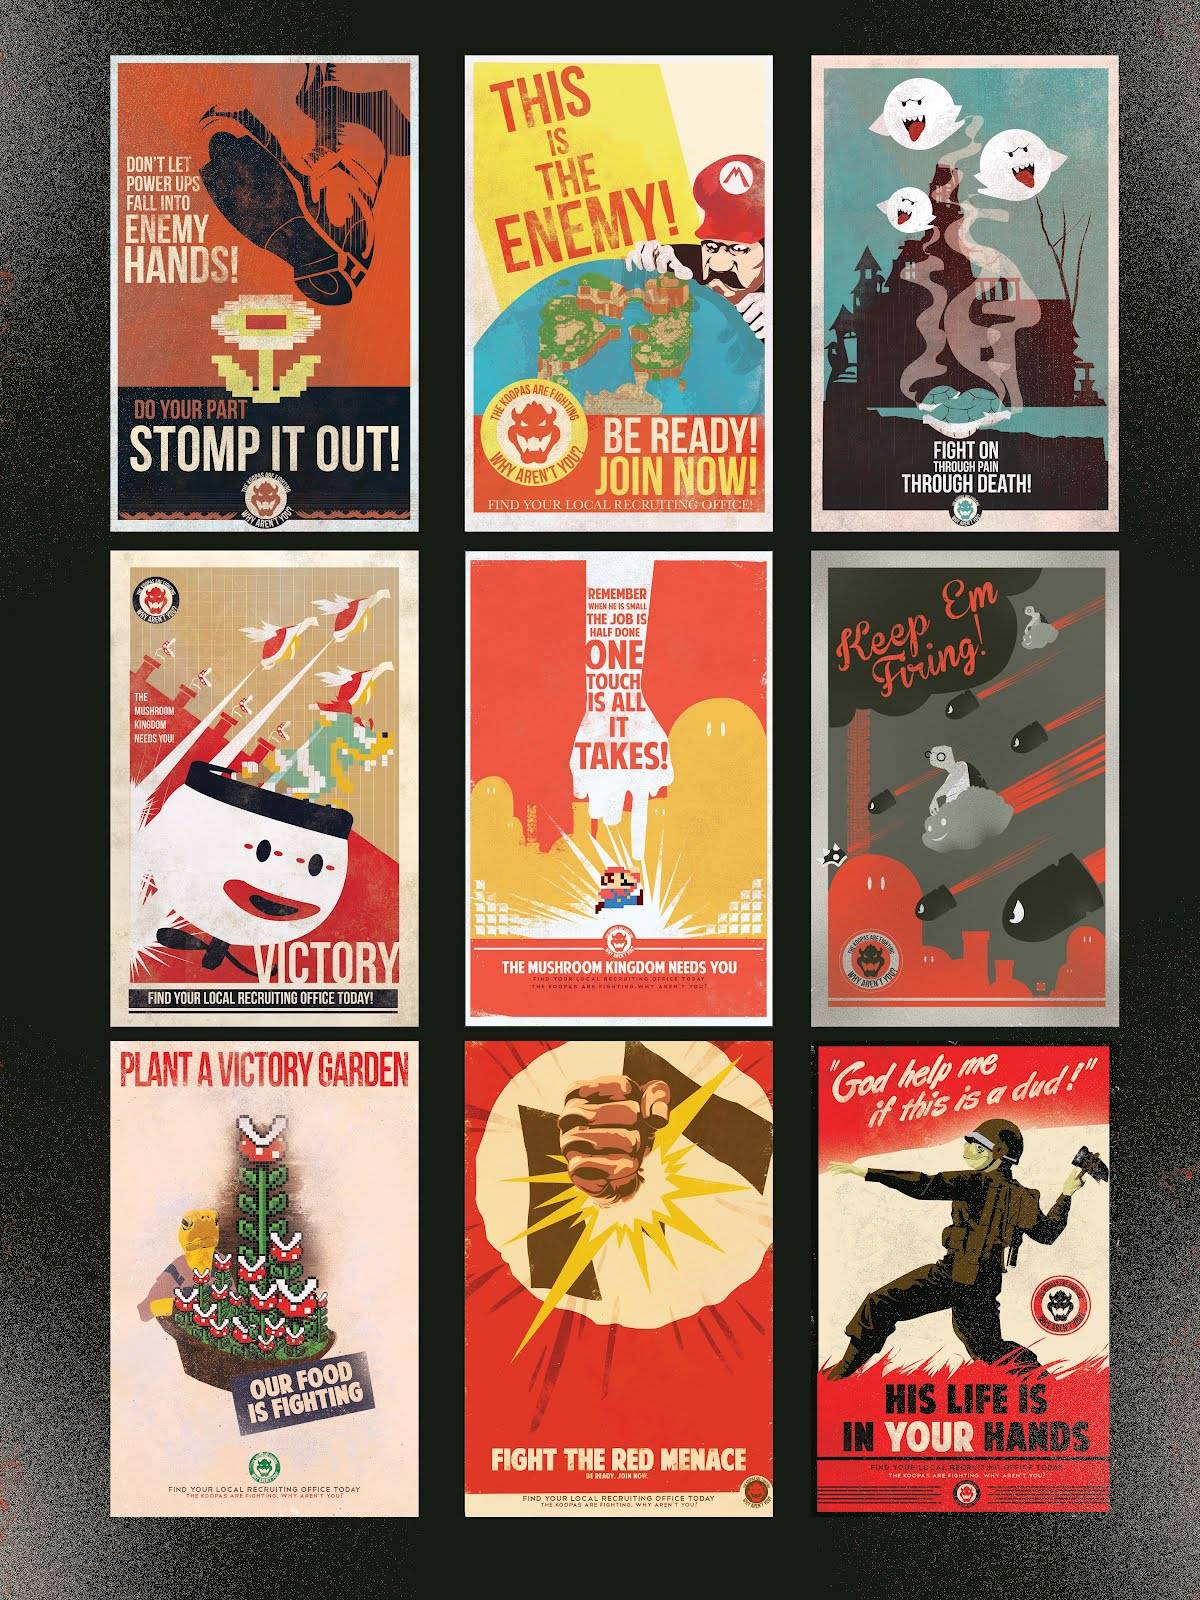 DON'T LET
POWER UPS
FALL INTO
ENEMY
HANDS!
DO YOUR PART
STOMP IT OUT!
THE KOOPAS ARE FIGHTING
WHY AREN'T YOU?
THIS
IS
THE
ENEMY!
THE KOOPAS ARE FIGHTING
WHY AREN'T YOU?
BE READY!
JOIN NOW!
FIND YOUR LOCAL RECRUITING OFFICE!
FIGHT ON
THROUGH PAIN
THROUGH DEATH!
THE KOOPAS ARE FIGHTING
WHY AREN'T YOU?
THE
MUSHROOM
KINGDOM
NEEDS YOU!
VICTORY
FIND YOUR LOCAL RECRUITING OFFICE TODAY!
REMEMBER
WHEN HE IS SMALL
THE JOB IS
HALF DONE
ONE
TOUCH
IS ALL
IT
TAKES!
THE MUSHROOM KINGDOM NEEDS YOU
FIND YOUR LOCAL RECRUITING OFFICE TODAY
THE KOOPAS ARE FIGHTING. WHY AREN'T YOU?
Keep Em
Firing!
THE KOOPAS ARE FIGHTING
WHY AREN'T YOU?
PLANT A VICTORY GARDEN
OUR FOOD
IS FIGHTING
FIND YOUR LOCAL RECRUITING OFFICE TODAY
THE KOOPAS ARE FIGHTING. WHY AREN'T YOU?
FIGHT THE RED MENACE
BE READY. JOIN NOW.
FIND YOUR LOCAL RECRUITING OFFICE TODAY
THE KOOPAS ARE FIGHTING. WHY AREN'T YOU?
"God help me
if this is a dud!"
THE KOOPAS ARE FIGHTING
WHY AREN'T YOU?
HIS LIFE IS
IN YOUR HANDS
FIND YOUR LOCAL RECRUITING OFFICE TODAY
THE KOOPAS ARE FIGHTING. WHY AREN'T YOU?